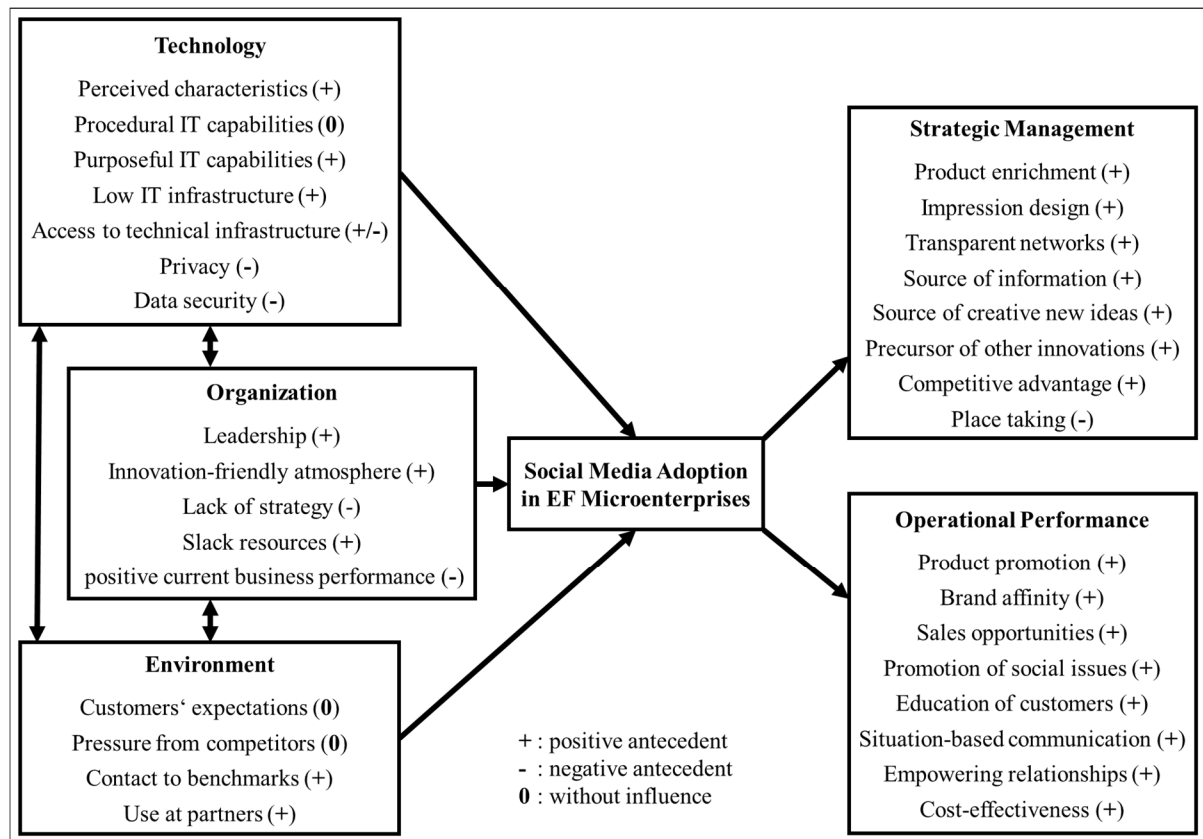 Technology
Perceived characteristics (+)
Procedural IT capabilities (0)
Purposeful IT capabilities (+)
Low IT infrastructure (+)
Access to technical infrastructure (+/-)
Privacy (-)
Data security (-)
Organization
Leadership (+)
Innovation-friendly atmosphere (+)
Lack of strategy (-)
Slack resources (+)
positive current business performance (-)
Environment
Customers‘ expectations (0)
Pressure from competitors (0)
Contact to benchmarks (+)
Use at partners (+)
Social Media Adoption
in EF Microenterprises
+ : positive antecedent
- : negative antecedent
0 : without influence
Strategic Management
Product enrichment (+)
Impression design (+)
Transparent networks (+)
Source of information (+)
Source of creative new ideas (+)
Precursor of other innovations (+)
Competitive advantage (+)
Place taking (-)
Operational Performance
Product promotion (+)
Brand affinity (+)
Sales opportunities (+)
Promotion of social issues (+)
Education of customers (+)
Situation-based communication (+)
Empowering relationships (+)
Cost-effectiveness (+)